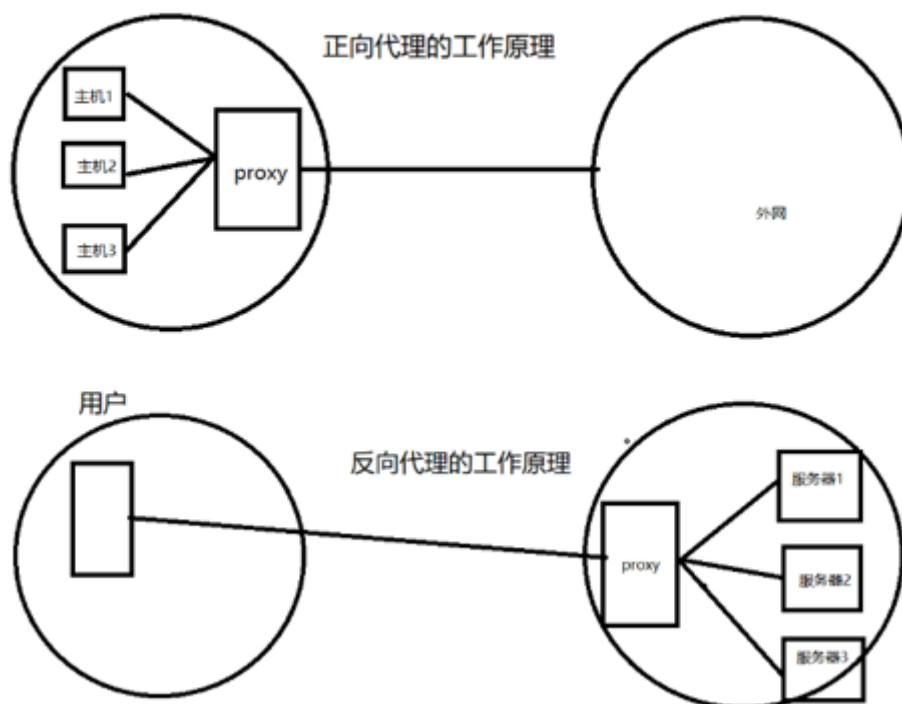 正向代理的工作原理
主机1
主机2
proxy
主机3
外网
用户
反向代理的工作原理
服务器1
proxy
服务器2
服务器3